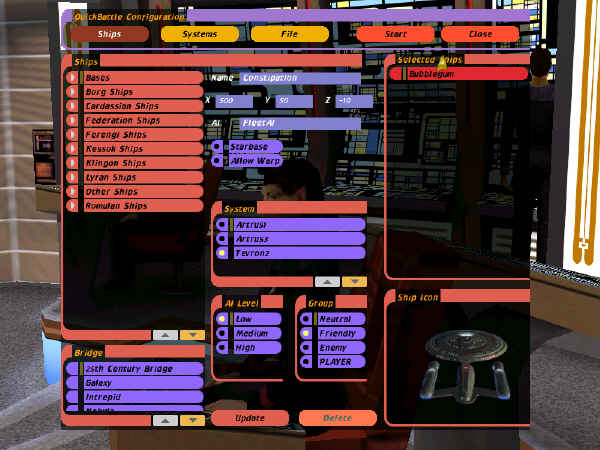 QuickBattle Configuration
Ships
Systems
File
Start
Close
Ships
Bases
Borg Ships
Cardassian Ships
Federation Ships
Ferengi Ships
Kessok Ships
Klingon Ships
Lyran Ships
Other Ships
Romulan Ships
Name Constipation
X 500 Y 50 Z -10
AI FleetAI
Starbase
Allow Warp
System
Artrus1
Artrus3
Tevron2
AI Level
Low
Medium
High
Group
Neutral
Friendly
Enemy
PLAYER
Selected Ships
Bubblegum
Ship Icon
Bridge
25th Century Bridge
Galaxy
Intrepid
Update
Delete